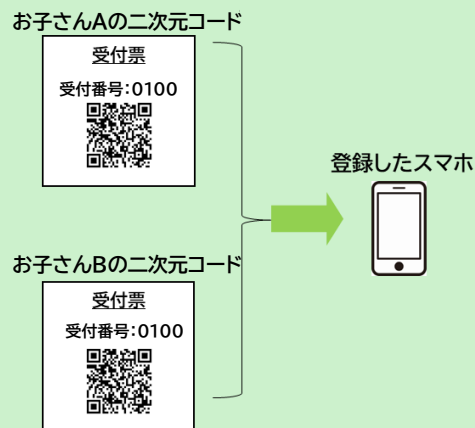 お子さんAの二次元コード
受付票
受付番号:0100
登録したスマホ
お子さんBの二次元コード
受付票
受付番号:0100